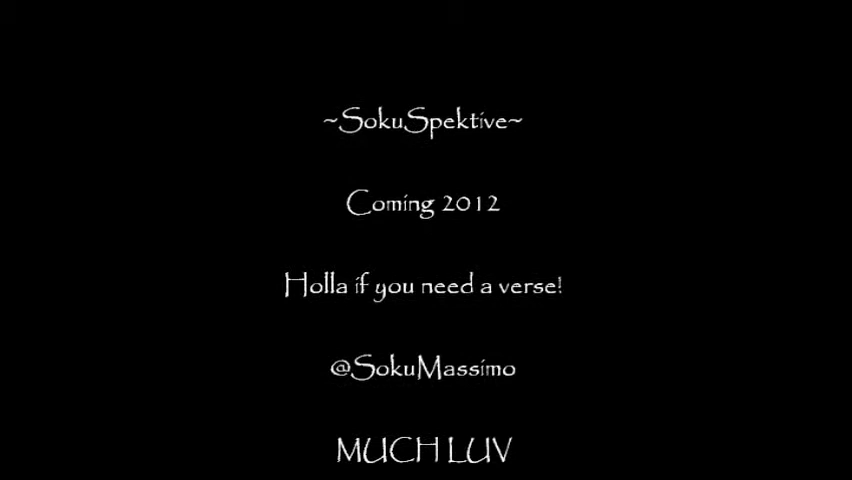 ~SokuSpektive~
Coming 2012
Holla if you need a verse!
@SokuMassimo
MUCH LUV